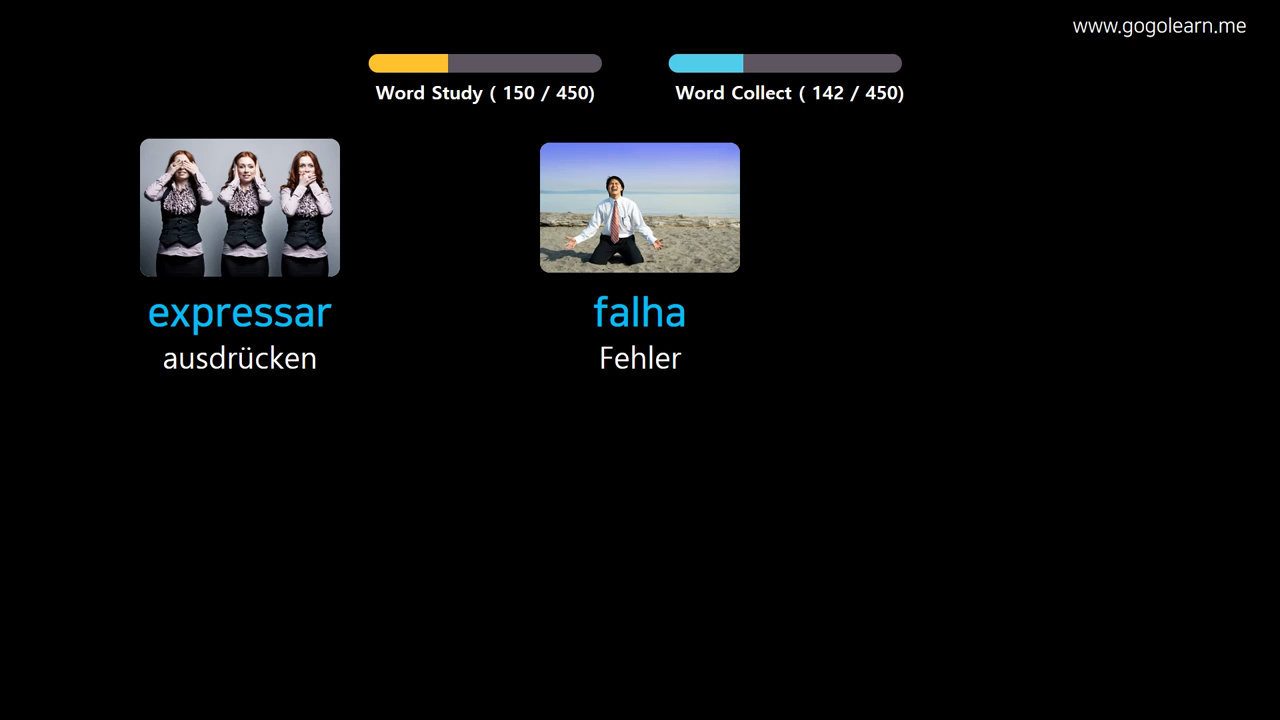 www.gogolearn.me
Word Study ( 150 / 450)
Word Collect ( 142 / 450)
expressar
ausdrücken
falha
Fehler